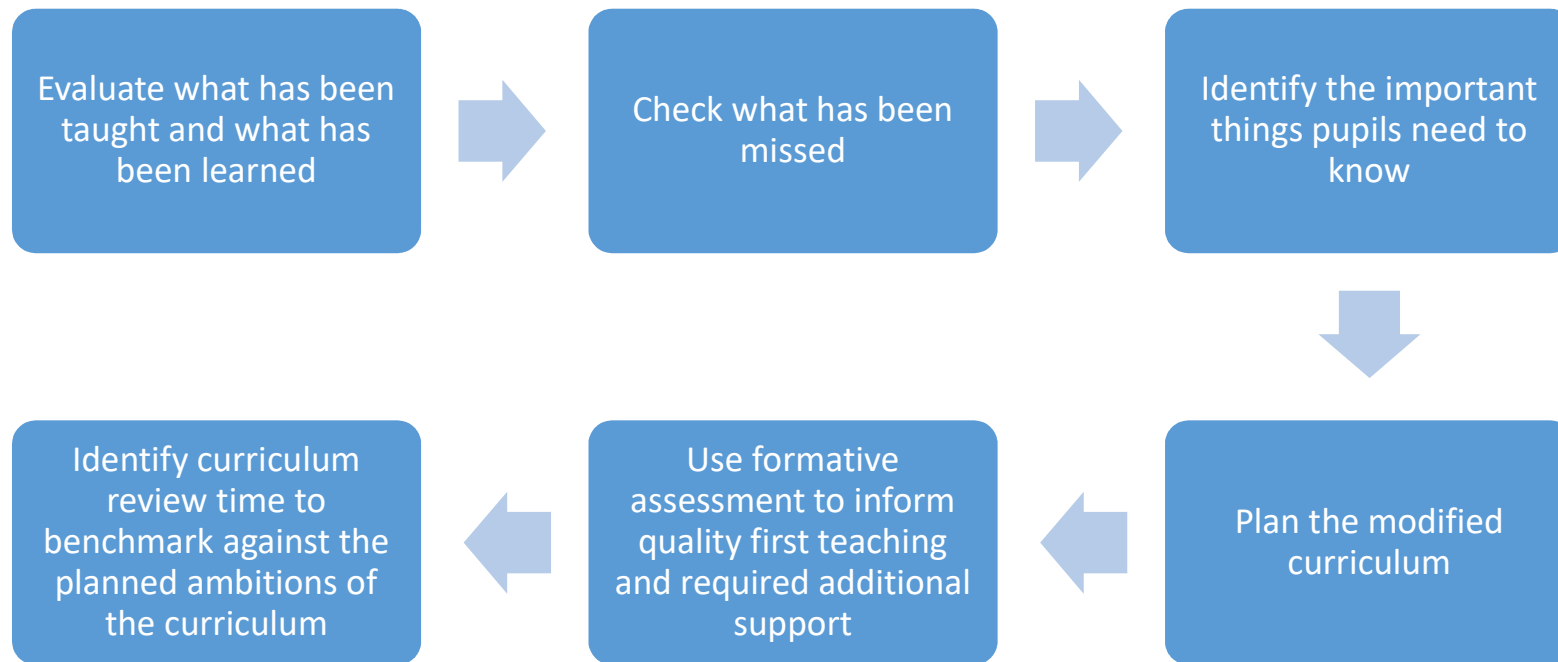 Evaluate what has been
taught and what has
been learned
Check what has been
missed
Identify the important
things pupils need to
know
Plan the modified
curriculum
Use formative
assessment to inform
quality first teaching
and required additional
support
Identify curriculum
review time to
benchmark against the
planned ambitions of
the curriculum